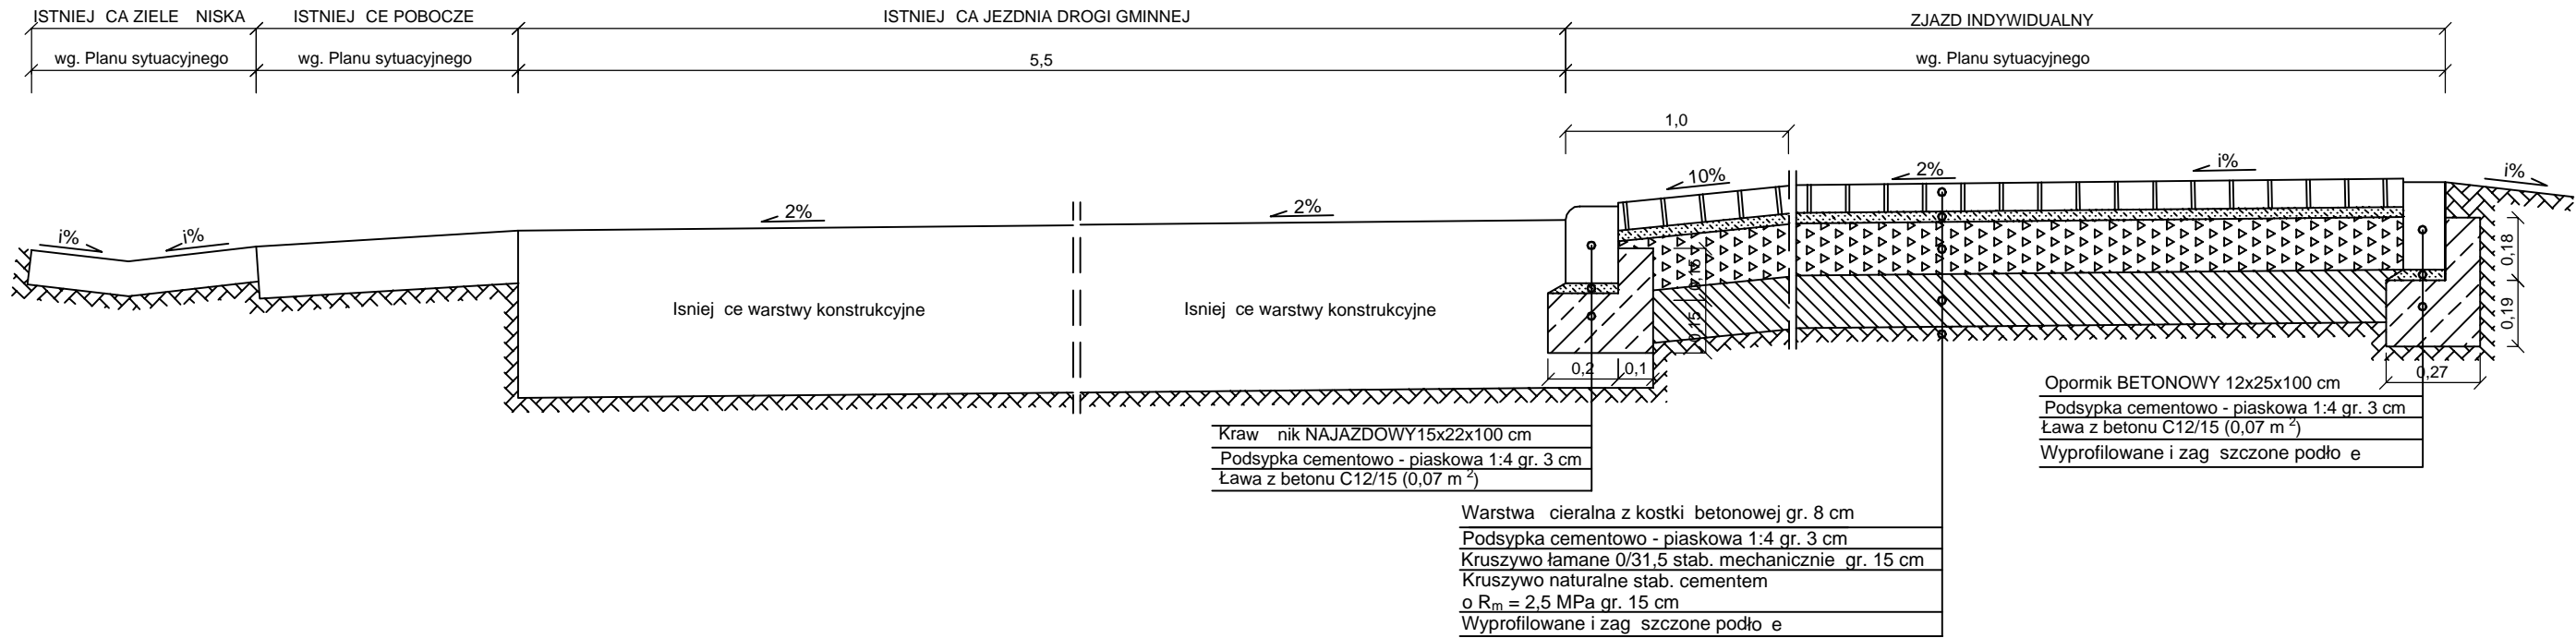 ISTNIEJ CA ZIELE NISKA
ISTNIEJ CE POBOCZE
ISTNIEJ CA JEZDNIA DROGI GMINNEJ
ZJAZD INDYWIDUALNY
wg. Planu sytuacyjnego
wg. Planu sytuacyjnego
5,5
wg. Planu sytuacyjnego
1,0
i%
i%
2%
2%
10%
2%
i%
i%
0,15
0,15
0,18
0,19
Isniej ce warstwy konstrukcyjne
Isniej ce warstwy konstrukcyjne
0,2
0,1
0,27
Kraw nik NAJAZDOWY15x22x100 cm
Podsypka cementowo - piaskowa 1:4 gr. 3 cm
Ława z betonu C12/15 (0,07 m ²)
Opornik BETONOWY 12x25x100 cm
Podsypka cementowo - piaskowa 1:4 gr. 3 cm
Ława z betonu C12/15 (0,07 m ²)
Wyprofilowane i zag szczone podło e
Warstwa cieralna z kostki betonowej gr. 8 cm
Podsypka cementowo - piaskowa 1:4 gr. 3 cm
Kruszywo łamane 0/31,5 stab. mechanicznie gr. 15 cm
Kruszywo naturalne stab. cementem
o Rm = 2,5 MPa gr. 15 cm
Wyprofilowane i zag szczone podło e